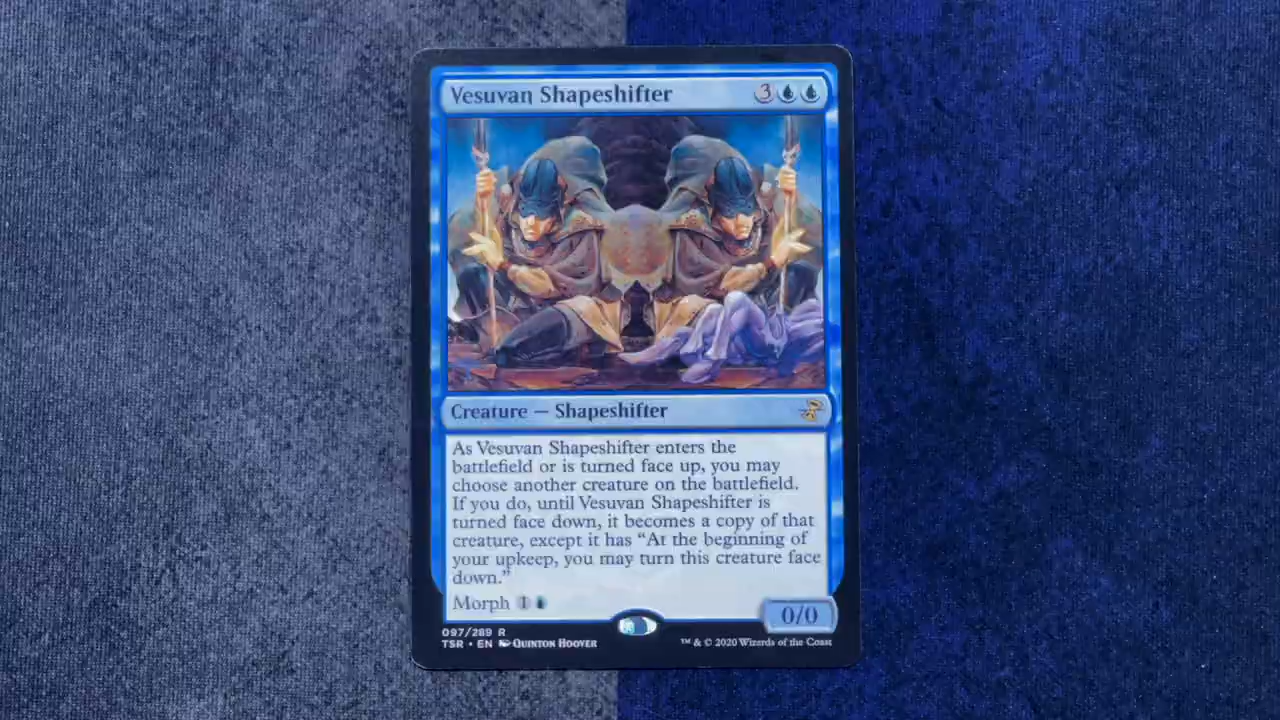 Vesuvan Shapeshifter 3
Creature — Shapeshifter
As Vesuvan Shapeshifter enters the
battlefield or is turned face up, you may
choose another creature on the battlefield.
If you do, until Vesuvan Shapeshifter is
turned face down, it becomes a copy of that
creature, except it has “At the beginning of
your upkeep, you may turn this creature face
down.”
Morph 1
0/0
097/289 R
TSR • EN Quinton Hoover
™ & © 2020 Wizards of the Coast